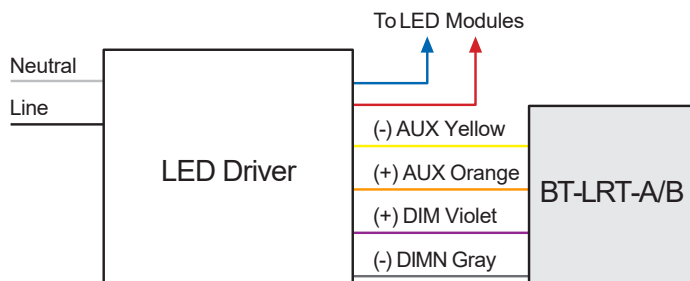 To LED Modules
Neutral
Line
LED Driver
(-) AUX Yellow
(+) AUX Orange
(+) DIM Violet
(-) DIMN Gray
BT-LRT-A/B